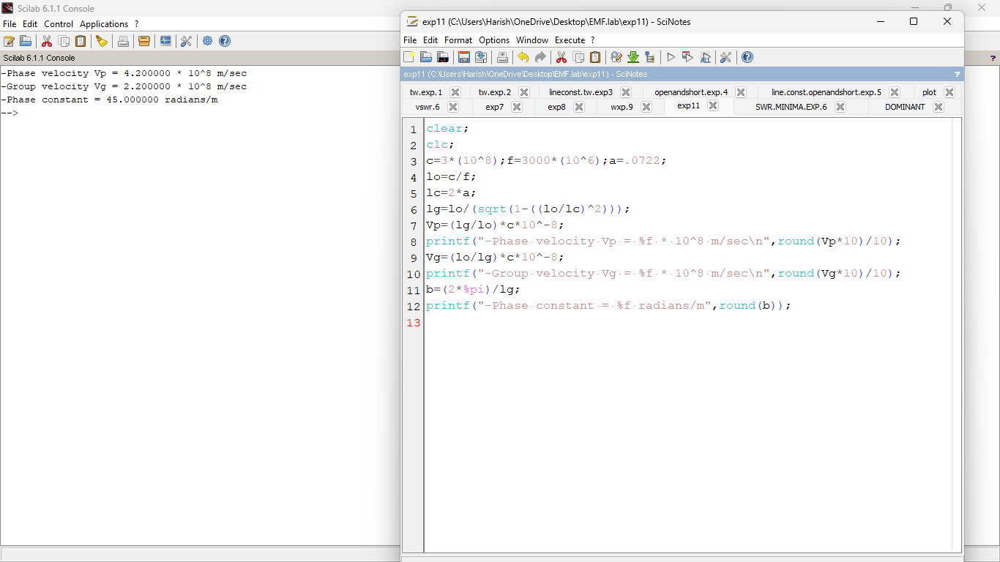 Scilab 6.1.1 Console
File Edit Control Applications ?
Scilab 6.1.1 Console
-Phase velocity Vp = 4.200000 * 10^8 m/sec
-Group velocity Vg = 2.200000 * 10^8 m/sec
-Phase constant = 45.000000 radians/m
-->
exp11 (C:\Users\Harish\OneDrive\Desktop\EMF.lab\exp11) - SciNotes
File Edit Format Options Window Execute ?
exp11 (C:\Users\Harish\OneDrive\Desktop\EMF.lab\exp11) - SciNotes ? ?
tw.exp.1 tw.exp.2 lineconst.tw.exp3 openandshort.exp.4 line.const.openandshort.exp.5 plot
vswr.6 exp7 exp8 wxp.9 exp11 SWR.MINIMA.EXP.6 DOMINANT
1 clear;
2 clc;
3 c=3*(10^8);f=3000*(10^6);a=.0722;
4 lo=c/f;
5 lc=2*a;
6 lg=lo/(sqrt(1-((lo/lc)^2)));
7 Vp=(lg/lo)*c*10^-8;
8 printf("-Phase velocity Vp = %f * 10^8 m/sec\n",round(Vp*10)/10);
9 Vg=(lo/lg)*c*10^-8;
10 printf("-Group velocity Vg = %f * 10^8 m/sec\n",round(Vg*10)/10);
11 b=(2*%pi)/lg;
12 printf("-Phase constant = %f radians/m",round(b));
13